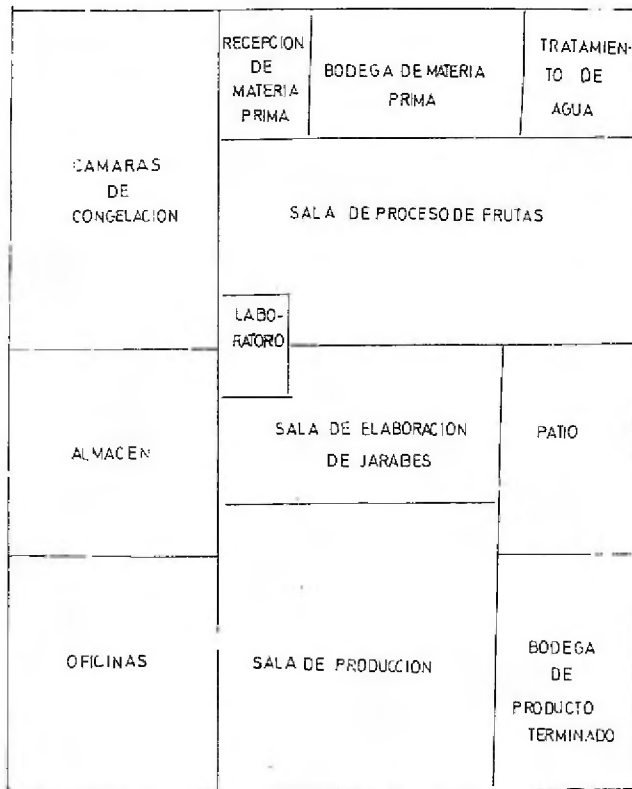 RECEPCION
DE
MATERIA
PRIMA
BODEGA DE MATERIA
PRIMA
TRATAMIEN-
TO DE
AGUA
CAMARAS
DE
CONGELACION
SALA DE PROCESO DE FRUTAS
LABO-
RATORIO
ALMACEN
SALA DE ELABORACION
DE JARABES
PATIO
OFICINAS
SALA DE PRODUCCION
BODEGA
DE
PRODUCTO
TERMINADO